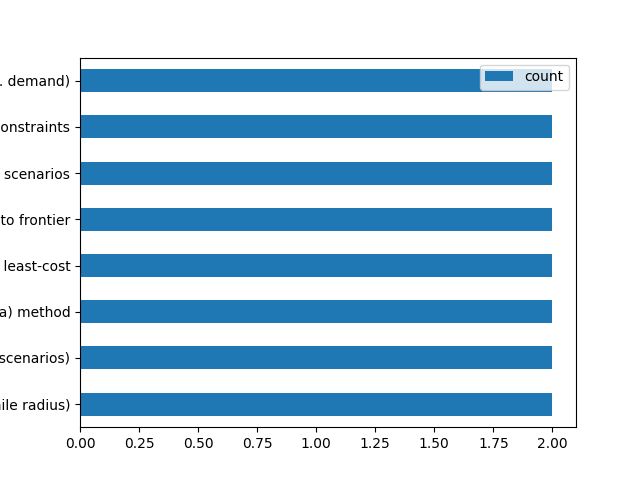 . demand)
count
onstraints
scenarios
to frontier
least-cost
a) method
scenarios)
ile radius)
0.00 0.25 0.50 0.75 1.00 1.25 1.50 1.75 2.00